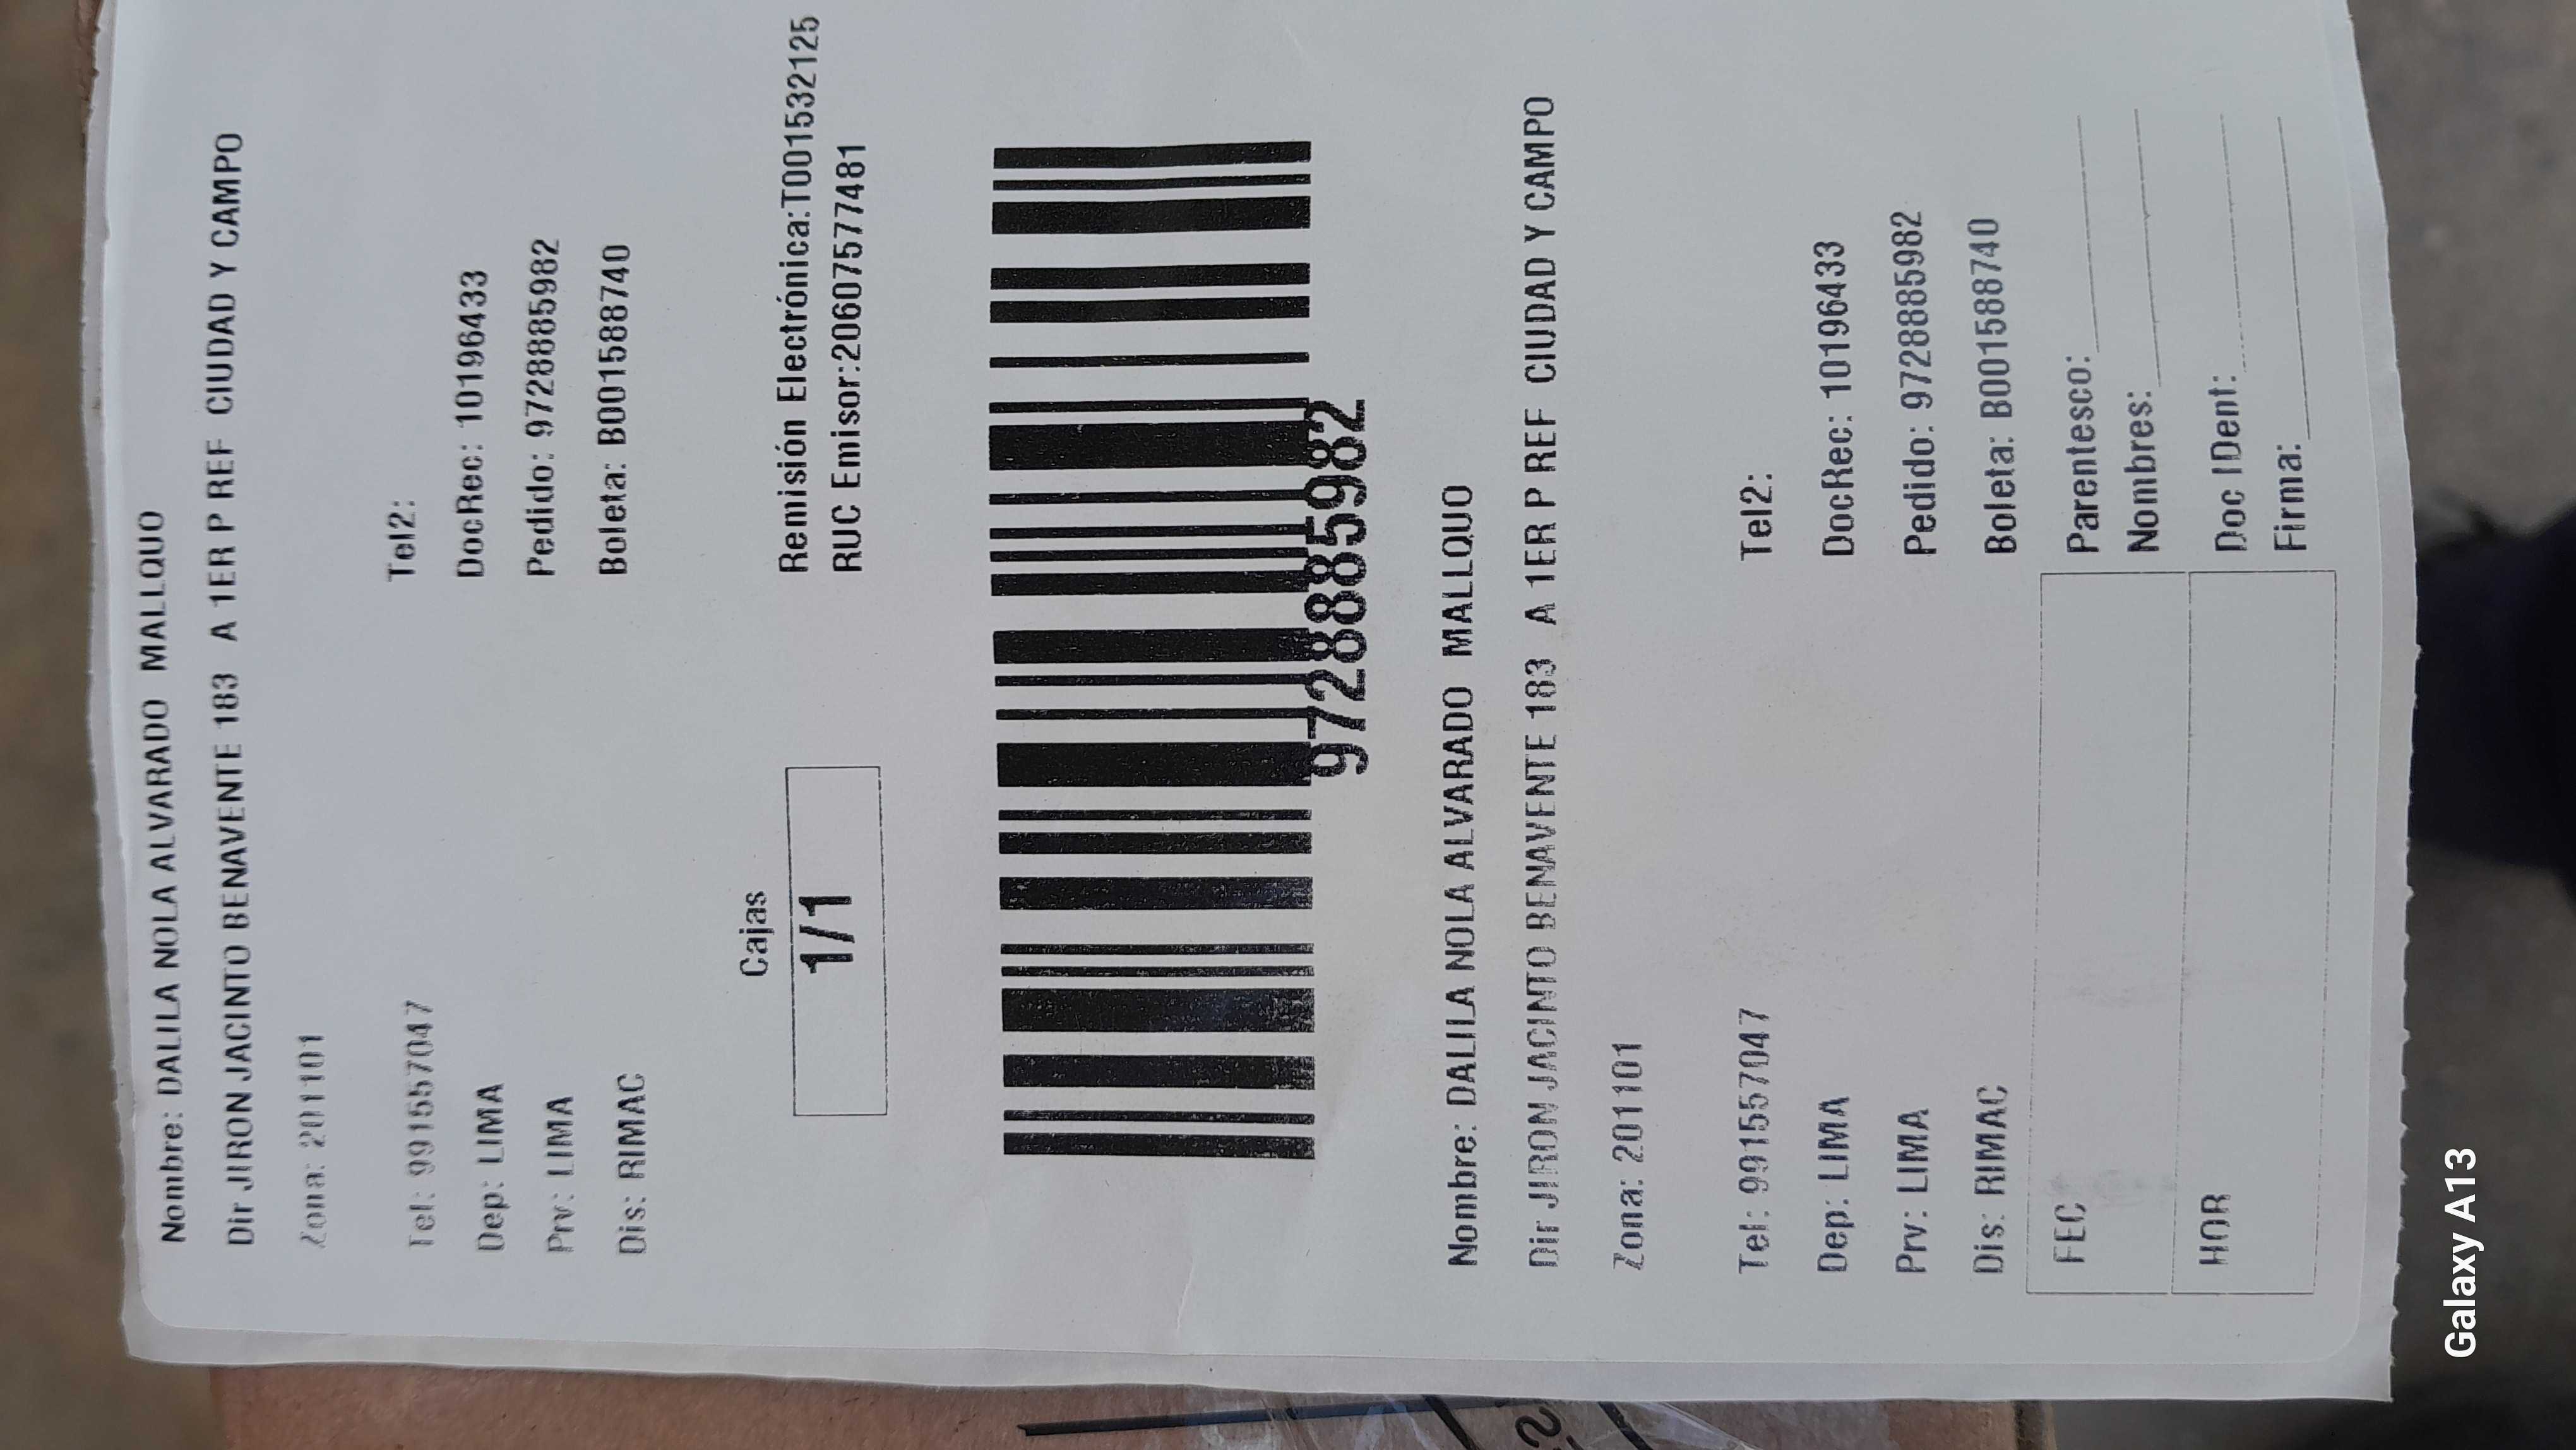 Nombre: DALILA NOLA ALVARADO MALLQUO
Dir JIRON JACINTO BENAVENTE 183 A 1ER P REF CIUDAD Y CAMPO
Zona: 201101
Tel: 991557047 Tel2:
Dep: LIMA DocRec: 10196433
Prv: LIMA Pedido: 9728885982
Dis: RIMAC Boleta: B001588740
Cajas
1/1
Remisión Electrónica:T001532125
RUC Emisor:20607577481
9728885982
Nombre: DALILA NOLA ALVARADO MALLQUO
Dir JIRON JACINTO BENAVENTE 183 A 1ER P REF CIUDAD Y CAMPO
Zona: 201101
Tel: 991557047 Tel2:
Dep: LIMA DocRec: 10196433
Prv: LIMA Pedido: 9728885982
Dis: RIMAC Boleta: B001588740
FEC Parentesco:
Nombres:
HOR Doc IDent:
Firma:
Galaxy A13